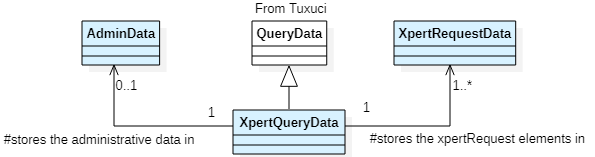 From Tuxuci
AdminData
QueryData
XpertRequestData
0..1
1..*
1
1
XpertQueryData
#stores the administrative data in
#stores the xpertRequest elements in